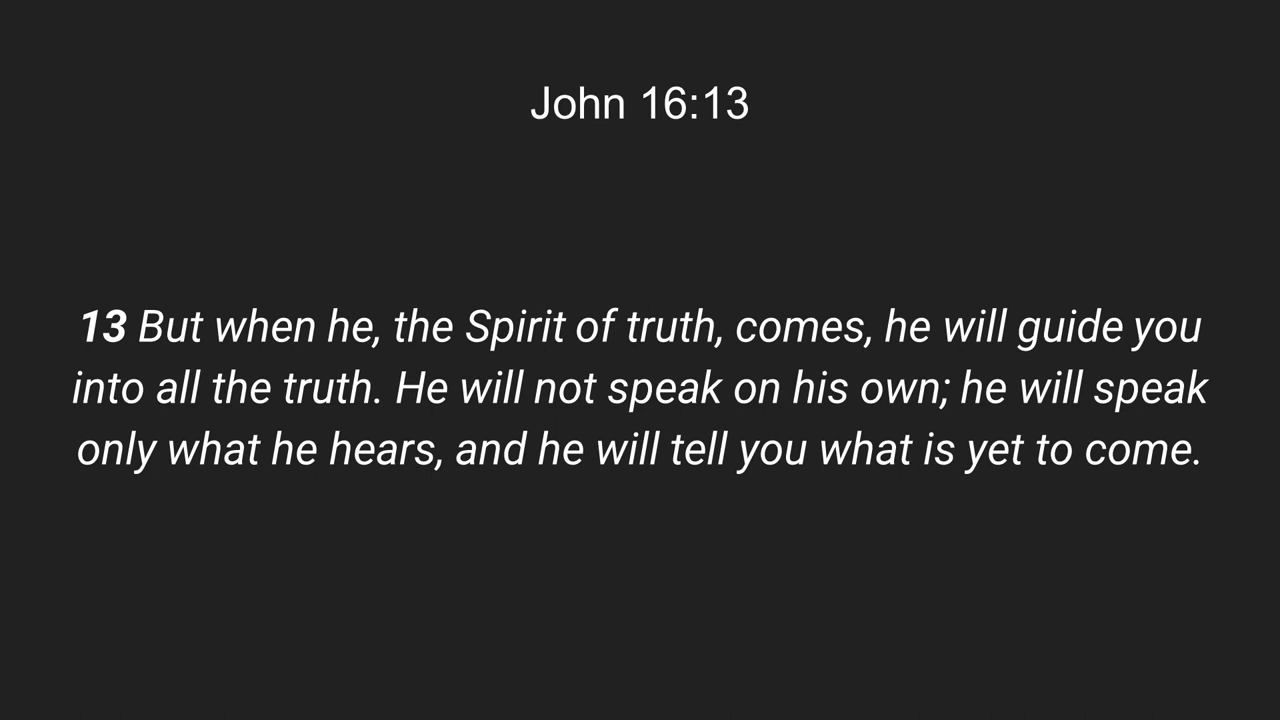 John 16:13
13 But when he, the Spirit of truth, comes, he will guide you
into all the truth. He will not speak on his own; he will speak
only what he hears, and he will tell you what is yet to come.